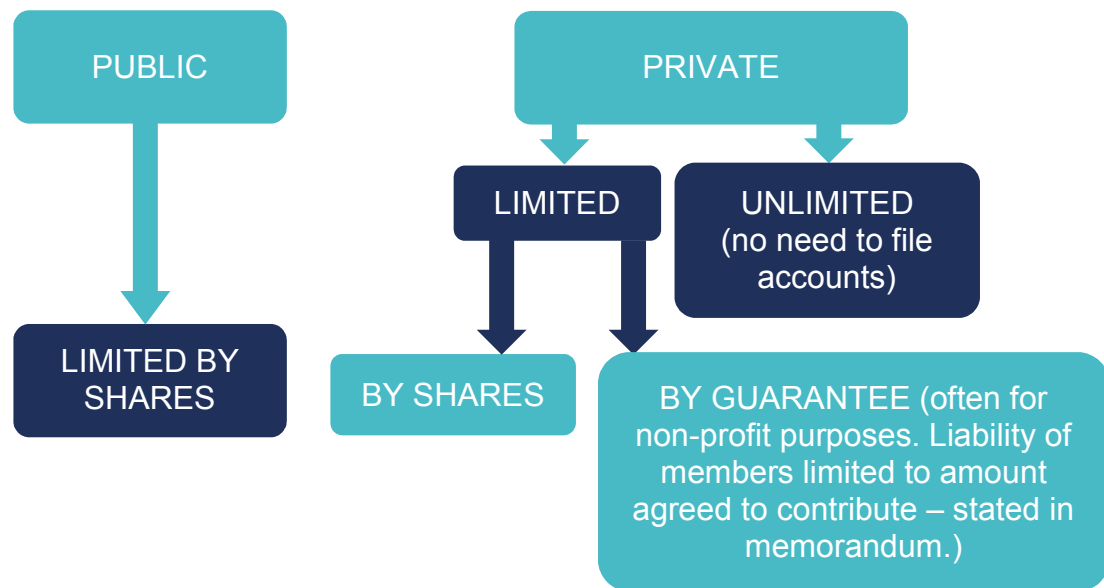 PUBLIC
PRIVATE
LIMITED
UNLIMITED
(no need to file
accounts)
LIMITED BY
SHARES
BY SHARES
BY GUARANTEE (often for
non-profit purposes. Liability of
members limited to amount
agreed to contribute – stated in
memorandum.)